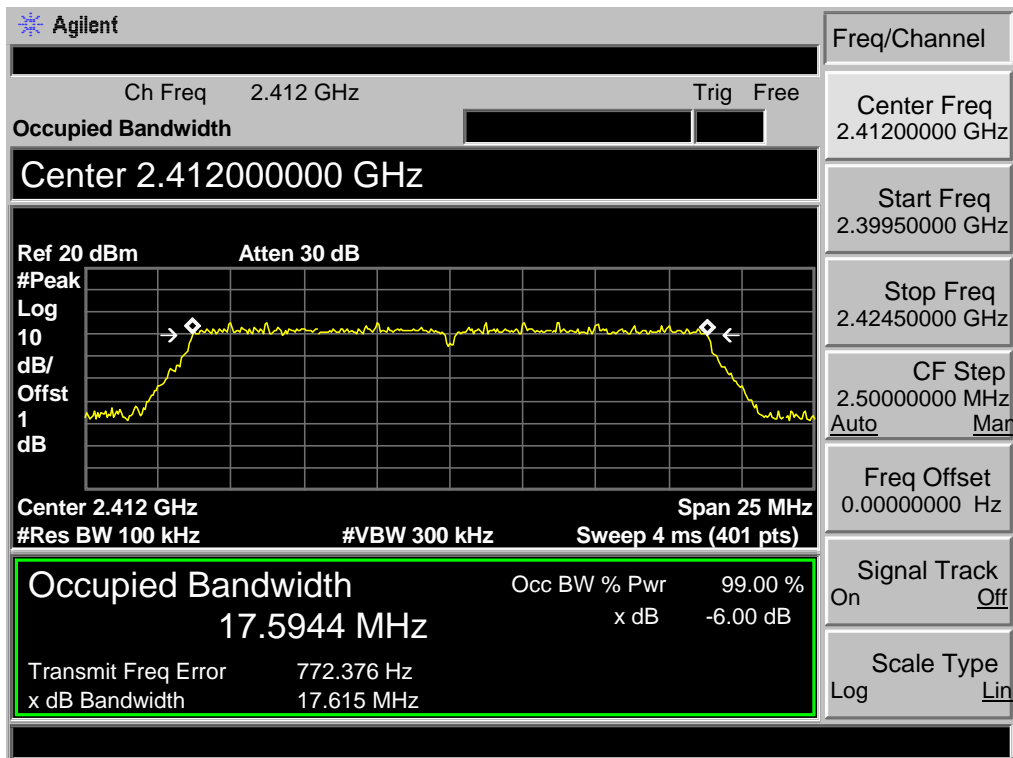 Agilent
Ch Freq 2.412 GHz Trig Free
Occupied Bandwidth
Center 2.412000000 GHz
Ref 20 dBm Atten 30 dB
#Peak
Log
10
dB/
Offst
1
dB
Center 2.412 GHz Span 25 MHz
#Res BW 100 kHz #VBW 300 kHz Sweep 4 ms (401 pts)
Occupied Bandwidth Occ BW % Pwr 99.00 %
17.5944 MHz x dB -6.00 dB
Transmit Freq Error 772.376 Hz
x dB Bandwidth 17.615 MHz
Freq/Channel
Center Freq
2.41200000 GHz
Start Freq
2.39950000 GHz
Stop Freq
2.42450000 GHz
CF Step
2.50000000 MHz
Auto Man
Freq Offset
0.00000000 Hz
Signal Track
On Off
Scale Type
Log Lin